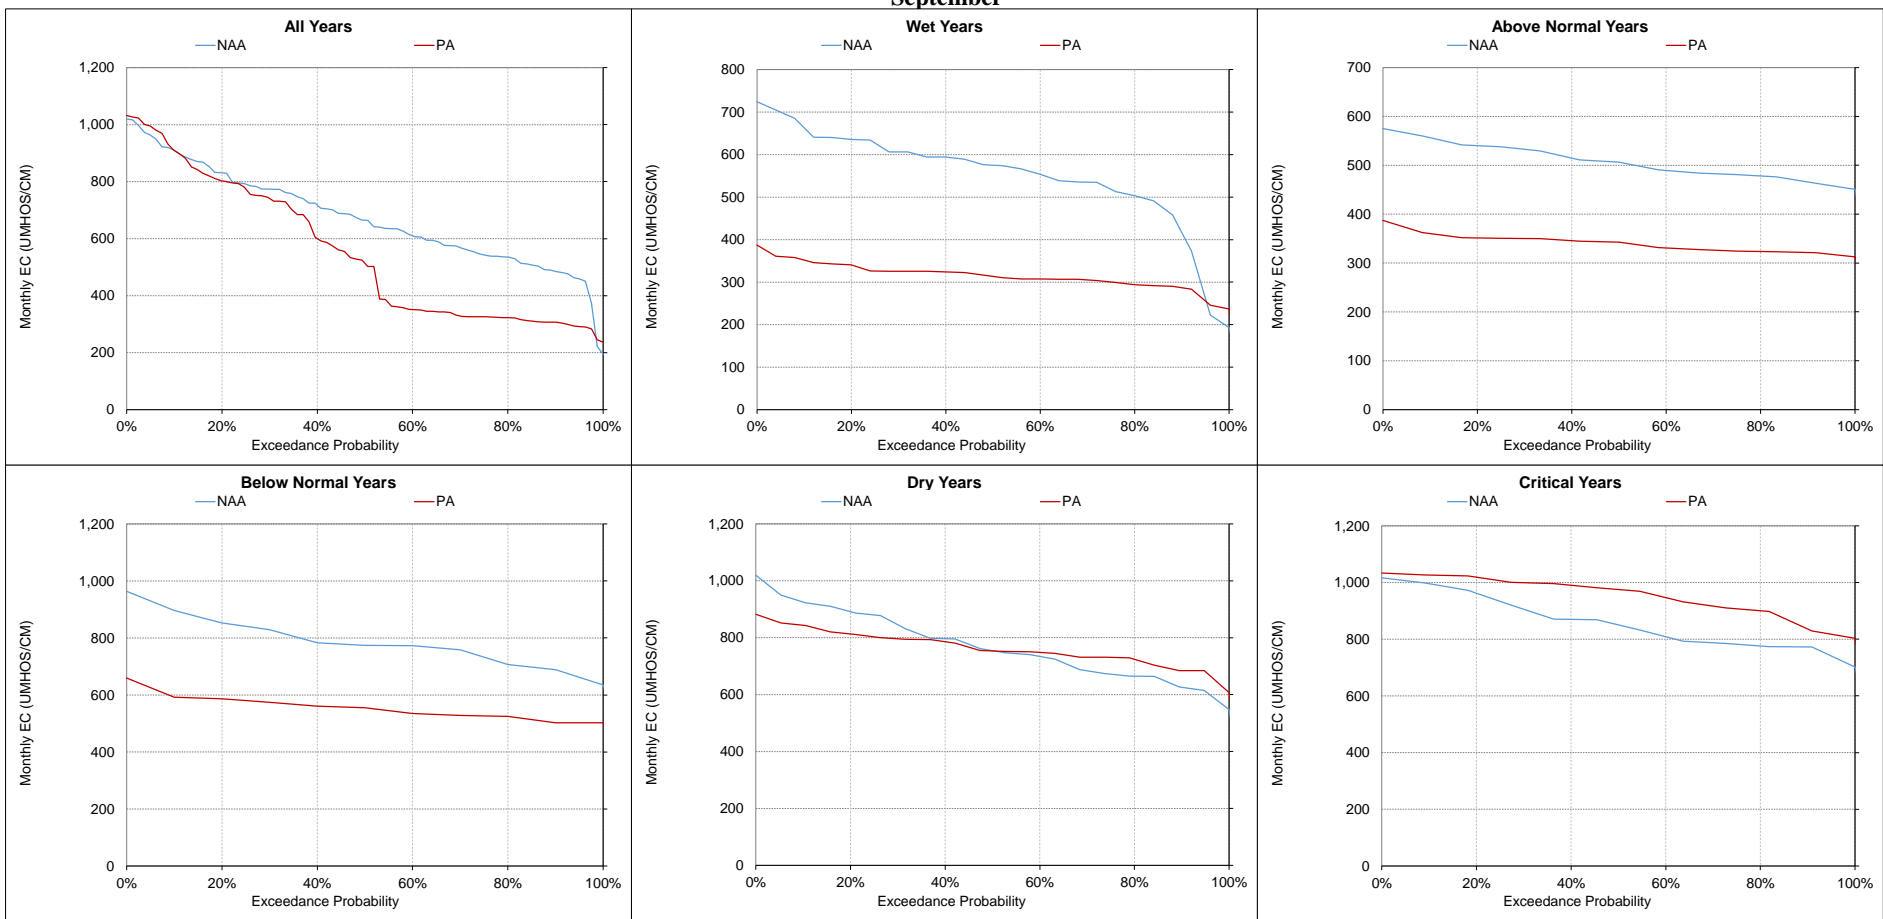 September
All Years
NAA PA
1,200
1,000
800
600
400
200
0
0% 20% 40% 60% 80% 100%
Monthly EC (UMHOS/CM)
Exceedance Probability
Wet Years
NAA PA
800
700
600
500
400
300
200
100
0
0% 20% 40% 60% 80% 100%
Monthly EC (UMHOS/CM)
Exceedance Probability
Above Normal Years
NAA PA
700
600
500
400
300
200
100
0
0% 20% 40% 60% 80% 100%
Monthly EC (UMHOS/CM)
Exceedance Probability
Below Normal Years
NAA PA
1,200
1,000
800
600
400
200
0
0% 20% 40% 60% 80% 100%
Monthly EC (UMHOS/CM)
Exceedance Probability
Dry Years
NAA PA
1,200
1,000
800
600
400
200
0
0% 20% 40% 60% 80% 100%
Monthly EC (UMHOS/CM)
Exceedance Probability
Critical Years
NAA PA
1,200
1,000
800
600
400
200
0
0% 20% 40% 60% 80% 100%
Monthly EC (UMHOS/CM)
Exceedance Probability